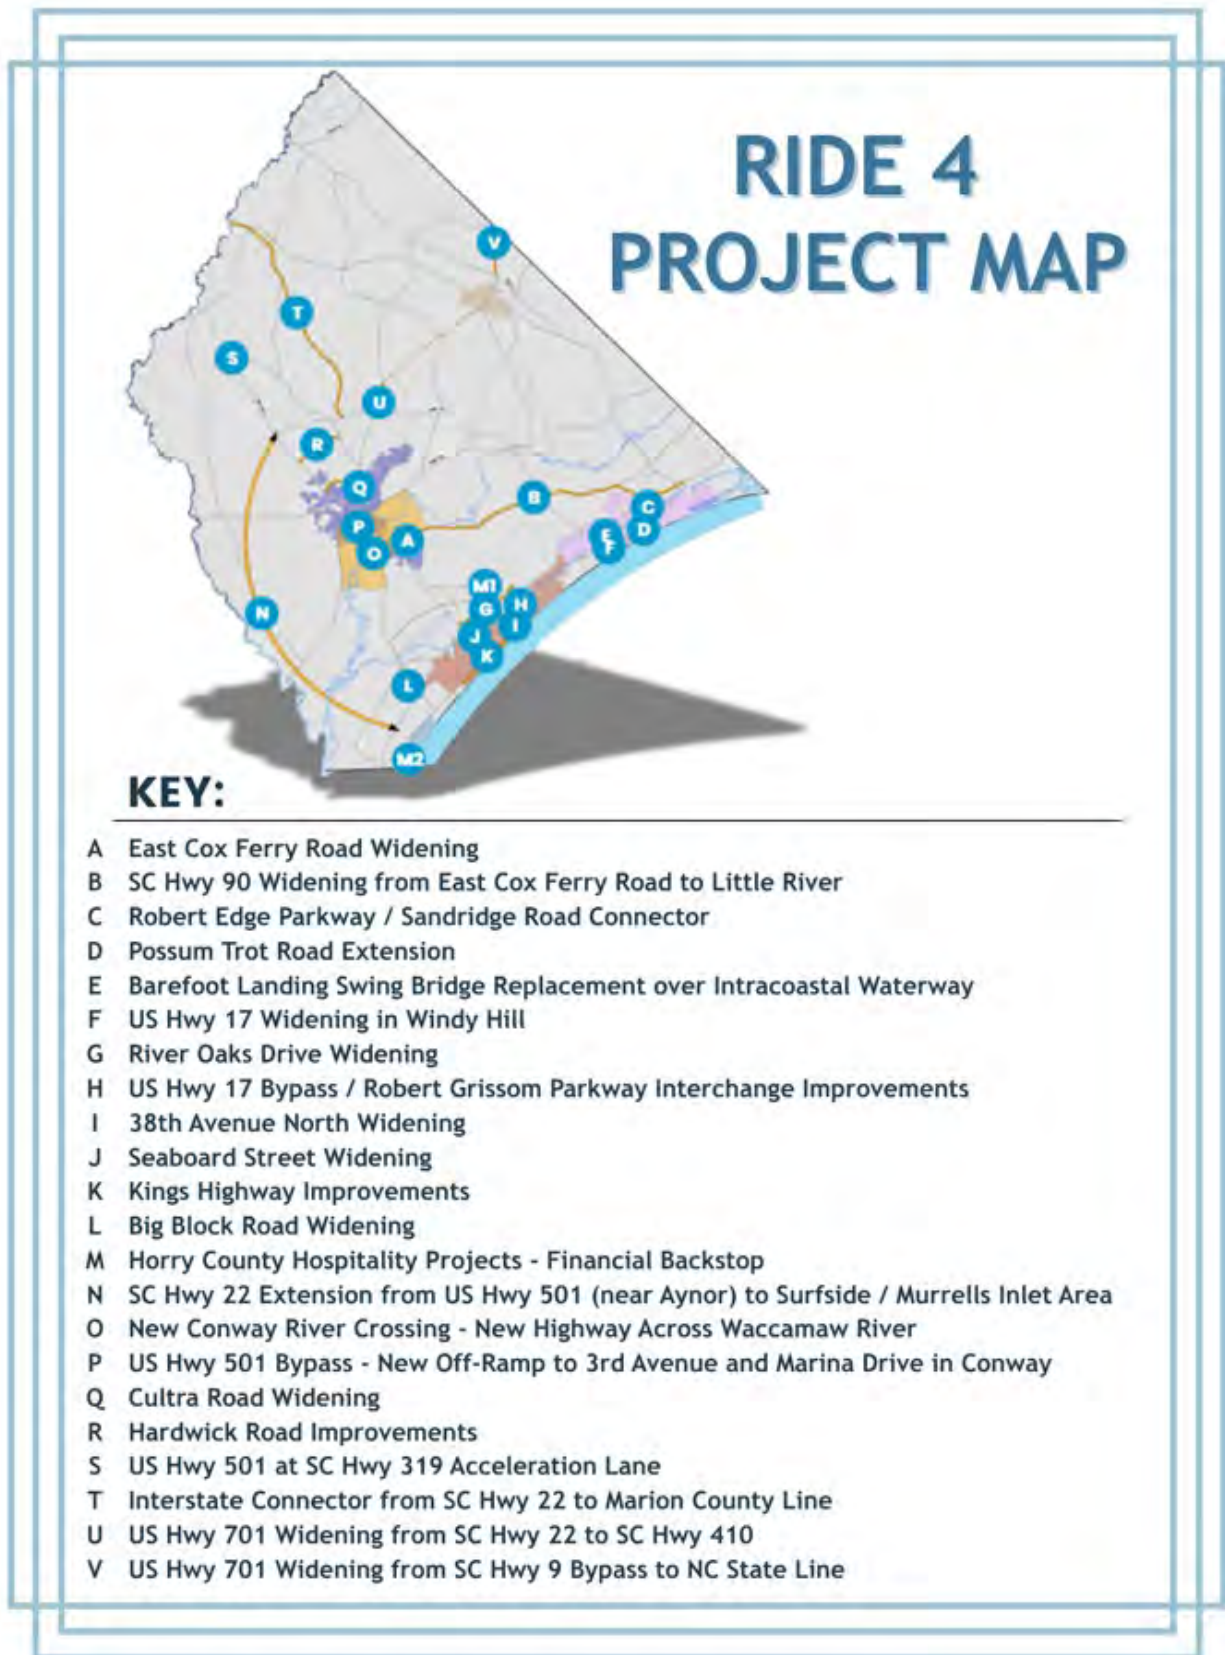 RIDE 4
PROJECT MAP
V
T
S
U
R
Q
B
C
P
A
D
E
O
F
M1
H
G
N
I
J
K
L
M2
KEY:
A East Cox Ferry Road Widening
B SC Hwy 90 Widening from East Cox Ferry Road to Little River
C Robert Edge Parkway / Sandridge Road Connector
D Possum Trot Road Extension
E Barefoot Landing Swing Bridge Replacement over Intracoastal Waterway
F US Hwy 17 Widening in Windy Hill
G River Oaks Drive Widening
H US Hwy 17 Bypass / Robert Grissom Parkway Interchange Improvements
I 38th Avenue North Widening
J Seaboard Street Widening
K Kings Highway Improvements
L Big Block Road Widening
M Horry County Hospitality Projects - Financial Backstop
N SC Hwy 22 Extension from US Hwy 501 (near Aynor) to Surfside / Murrells Inlet Area
O New Conway River Crossing - New Highway Across Waccamaw River
P US Hwy 501 Bypass - New Off-Ramp to 3rd Avenue and Marina Drive in Conway
Q Cultra Road Widening
R Hardwick Road Improvements
S US Hwy 501 at SC Hwy 319 Acceleration Lane
T Interstate Connector from SC Hwy 22 to Marion County Line
U US Hwy 701 Widening from SC Hwy 22 to SC Hwy 410
V US Hwy 701 Widening from SC Hwy 9 Bypass to NC State Line